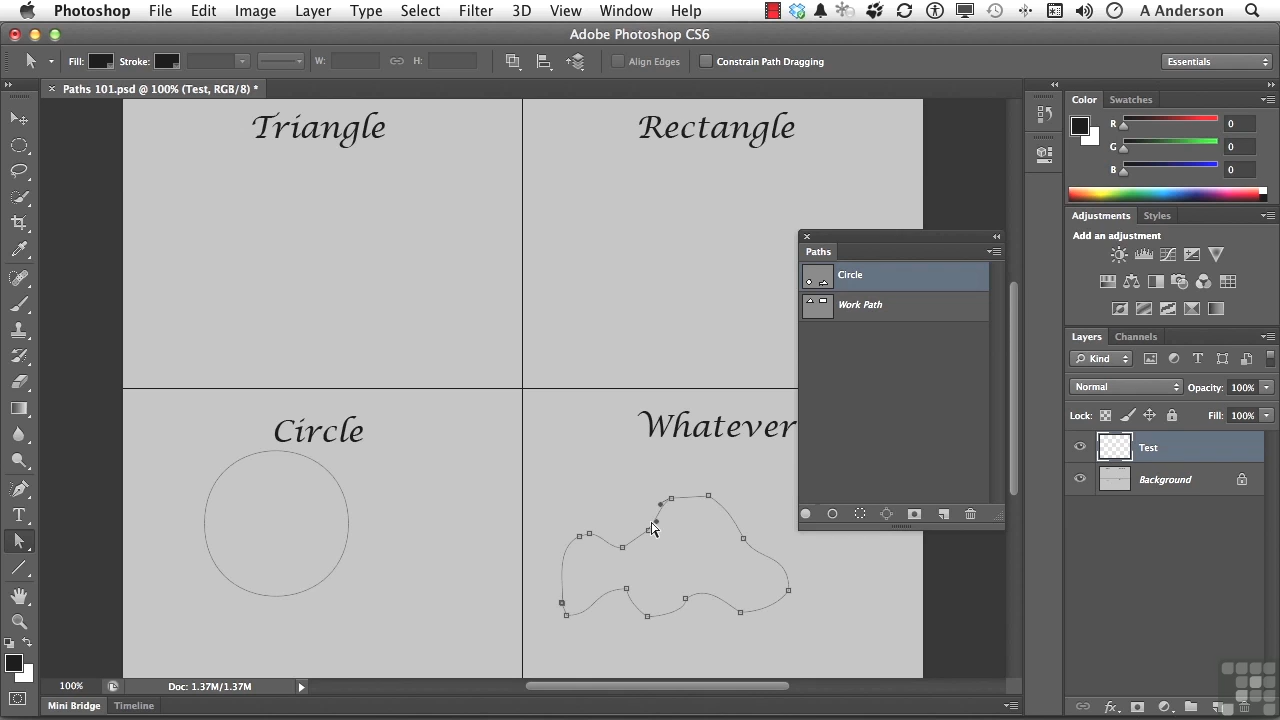 Photoshop File Edit Image Layer Type Select Filter 3D View Window Help A Anderson
Adobe Photoshop CS6
Fill: Stroke: W: H: Align Edges Constrain Path Dragging Essentials
Paths 101.psd @ 100% (Test, RGB/8) *
Triangle
Rectangle
Circle
Whatever
Paths
Circle
Work Path
Color Swatches
R 0
G 0
B 0
Adjustments Styles
Add an adjustment
Layers Channels
Kind
Normal Opacity: 100%
Lock: Fill: 100%
Test
Background
100% Doc: 1.37M/1.37M
Mini Bridge Timeline